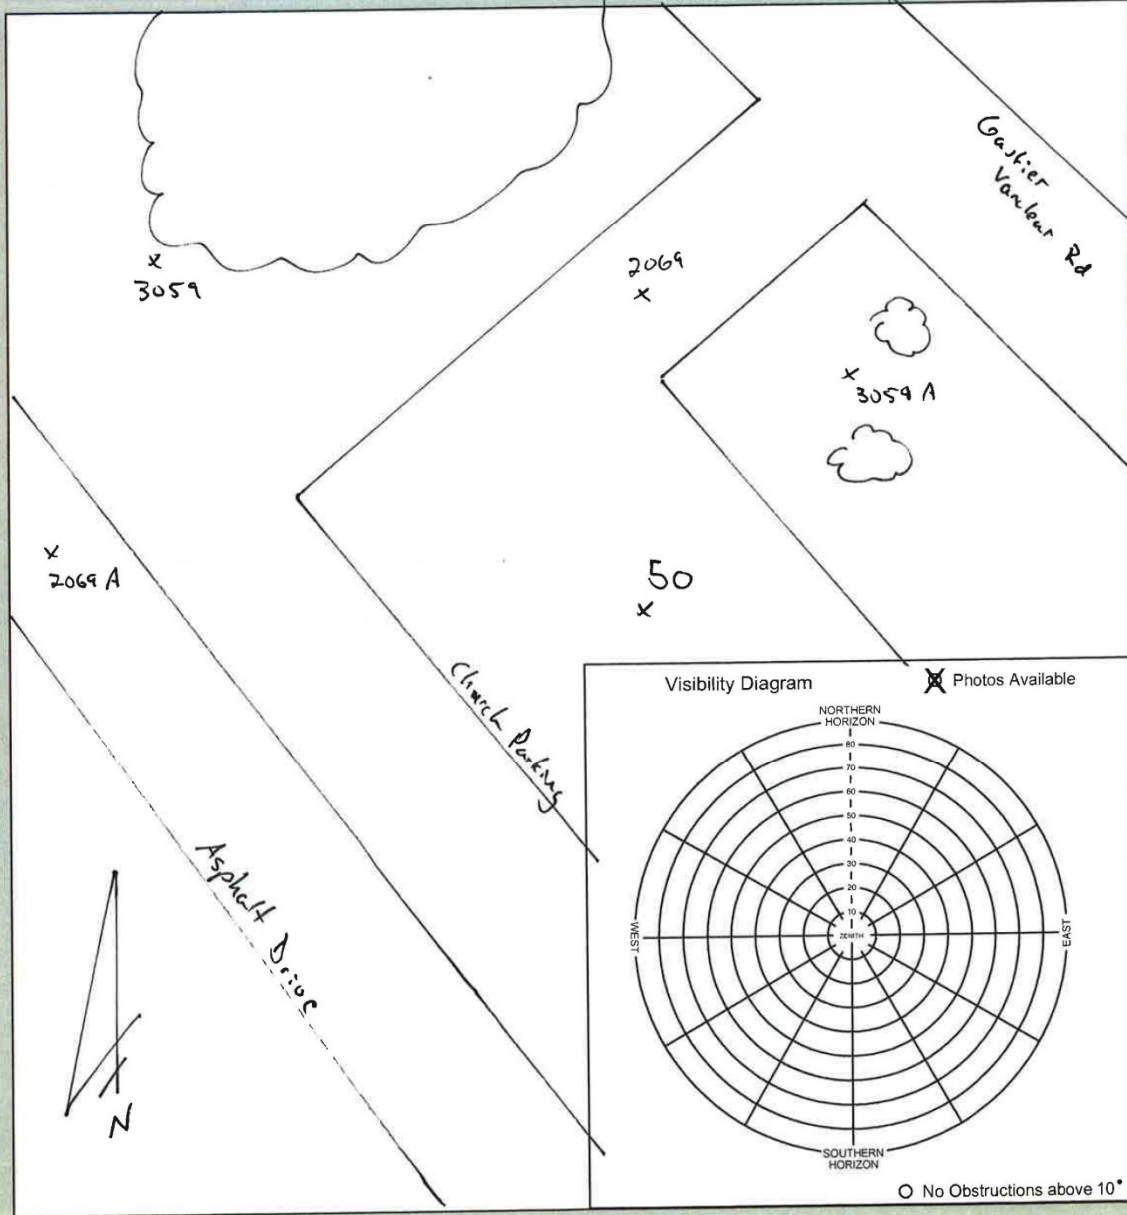 Gautier
Vancleur Rd
2069
x
x
3059
x
3059 A
x
2069 A
50
x
Church Parking
Asphalt Drive
N
Visibility Diagram
Photos Available
NORTHERN
HORIZON
80
70
60
50
40
30
20
10
ZENITH
WEST
EAST
SOUTHERN
HORIZON
No Obstructions above 10°